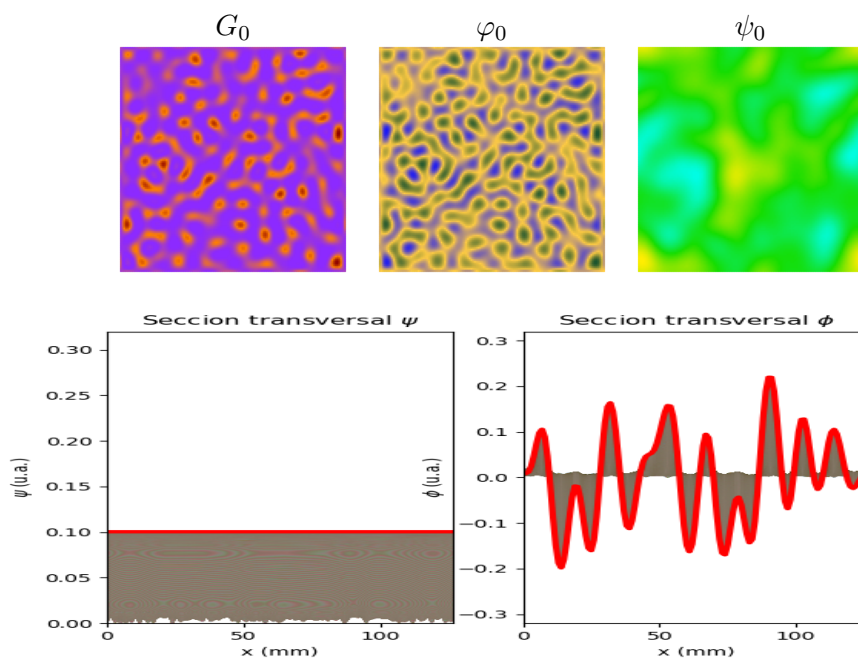 G₀ φ₀ ψ₀
Seccion transversal ψ
0.30
0.25
0.20
0.15
0.10
0.05
0.00
ψ (u.a.)
0 100
x (mm)
Seccion transversal ϕ
0.3
0.2
0.1
0.0
−0.1
−0.2
−0.3
ϕ (u.a.)
0 50 100
x (mm)